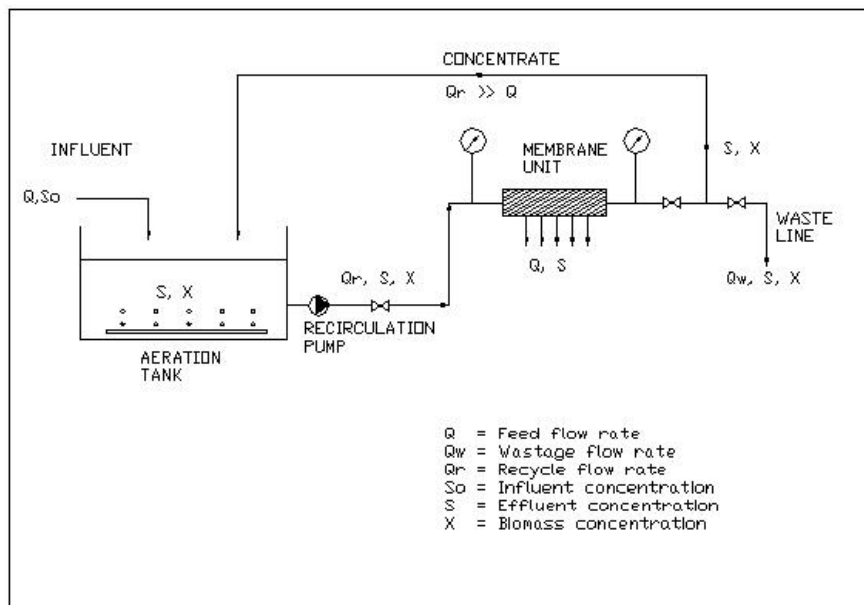 CONCENTRATE
Qr >> Q
INFLUENT
MEMBRANE
UNIT
S, X
Q,So
WASTE
LINE
Q, S
Qr, S, X
Qw, S, X
S, X
RECIRCULATION
PUMP
AERATION
TANK
Q = Feed flow rate
Qw = Wastage flow rate
Qr = Recycle flow rate
So = Influent concentration
S = Effluent concentration
X = Biomass concentration